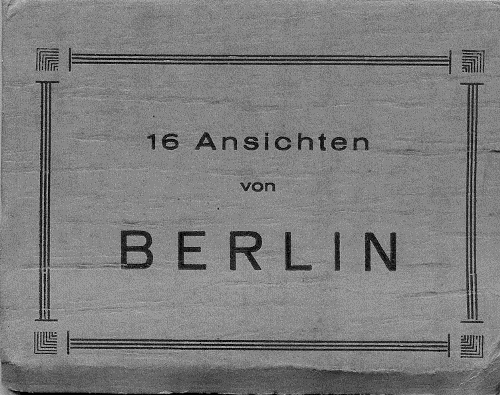 16 Ansichten
von
BERLIN